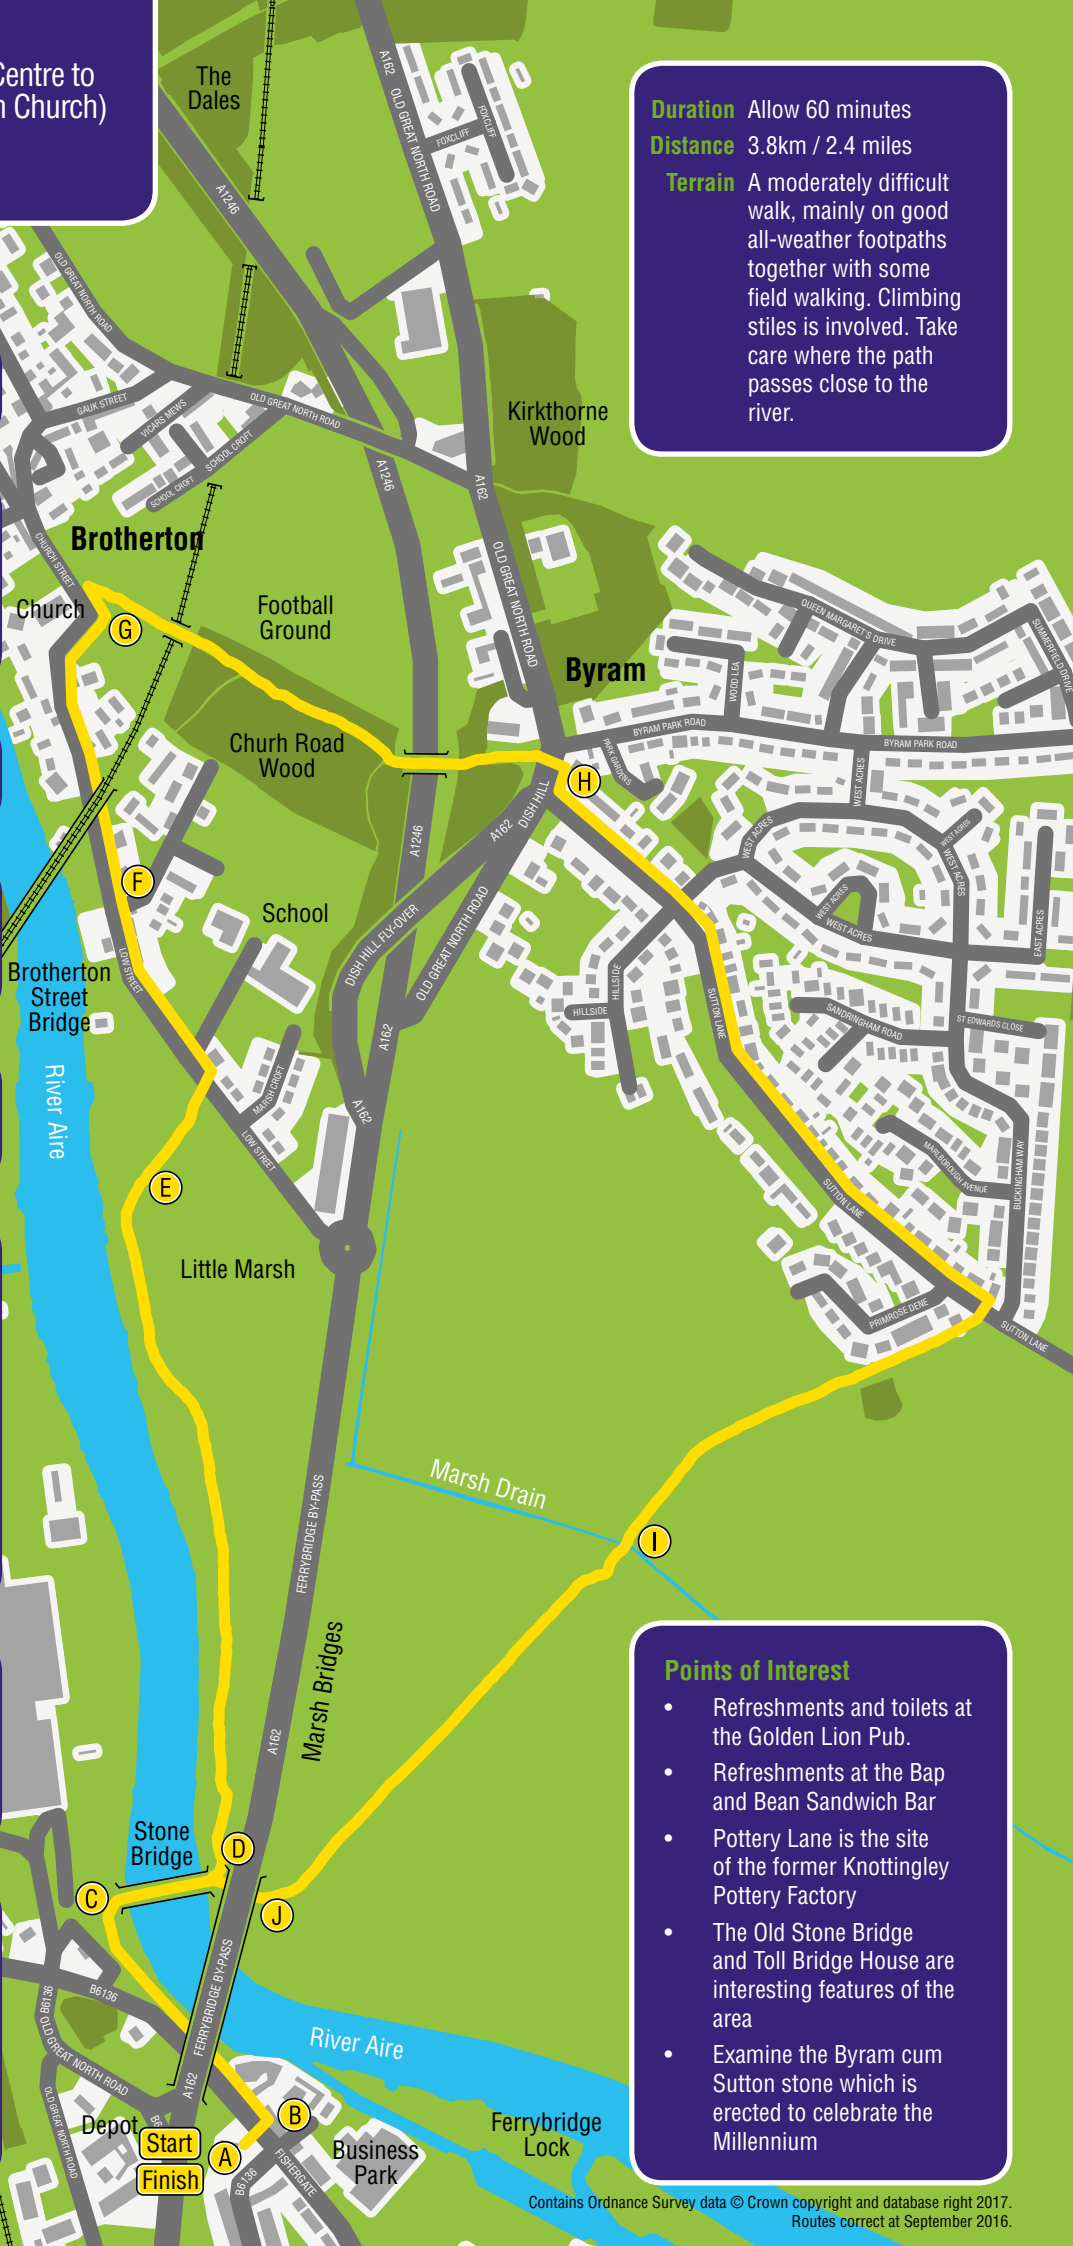 Centre to
n Church)
Duration Allow 60 minutes
Distance 3.8km / 2.4 miles
Terrain A moderately difficult
walk, mainly on good
all-weather footpaths
together with some
field walking. Climbing
stiles is involved. Take
care where the path
passes close to the
river.
The
Dales
A162
OLD GREAT NORTH ROAD
FOXCLIFF
FOXCLIFF
A1246
OLD GREAT NORTH ROAD
GAUK STREET
VICARS MEWS
SCHOOL CROFT
SCHOOL CROFT
OLD GREAT NORTH ROAD
Kirkthorne
Wood
A1246
A162
Brotherton
CHURCH STREET
OLD GREAT NORTH ROAD
Church
G
Football
Ground
Byram
QUEEN MARGARET'S DRIVE
SUMMERFIELD DRIVE
WOOD LEA
BYRAM PARK ROAD
BYRAM PARK ROAD
PARK GARDENS
Churh Road
Wood
H
DISH HILL
A162
A1246
WEST ACRES
WEST ACRES
WEST ACRES
WEST ACRES
WEST ACRES
WEST ACRES
EAST ACRES
F
School
DISH HILL FLY-OVER
OLD GREAT NORTH ROAD
LOW STREET
Brotherton
Street
Bridge
HILLSIDE
HILLSIDE
SUTTON LANE
SANDRINGHAM ROAD
ST EDWARDS CLOSE
A162
River Aire
MARSH CROFT
A162
LOW STREET
MARLBOROUGH AVENUE
BUCKINGHAM WAY
E
SUTTON LANE
Little Marsh
PRIMROSE DENE
SUTTON LANE
Marsh Drain
FERRYBRIDGE BY-PASS
I
Marsh Bridges
A162
Points of Interest
• Refreshments and toilets at
the Golden Lion Pub.
• Refreshments at the Bap
and Bean Sandwich Bar
• Pottery Lane is the site
of the former Knottingley
Pottery Factory
• The Old Stone Bridge
and Toll Bridge House are
interesting features of the
area
• Examine the Byram cum
Sutton stone which is
erected to celebrate the
Millennium
Stone
Bridge
D
C
J
FERRYBRIDGE BY-PASS
B6136
B6136
OLD GREAT NORTH ROAD
OLD GREAT NORTH ROAD
A162
River Aire
Depot
Start
Finish
A
B
B6136
FISHERGATE
Business
Park
Ferrybridge
Lock
Contains Ordnance Survey data © Crown copyright and database right 2017.
Routes correct at September 2016.